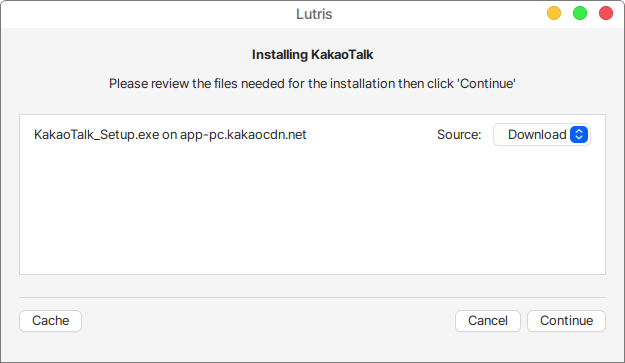 Lutris
Installing KakaoTalk
Please review the files needed for the installation then click 'Continue'
KakaoTalk_Setup.exe on app-pc.kakaocdn.net Source: Download
Cache Cancel Continue